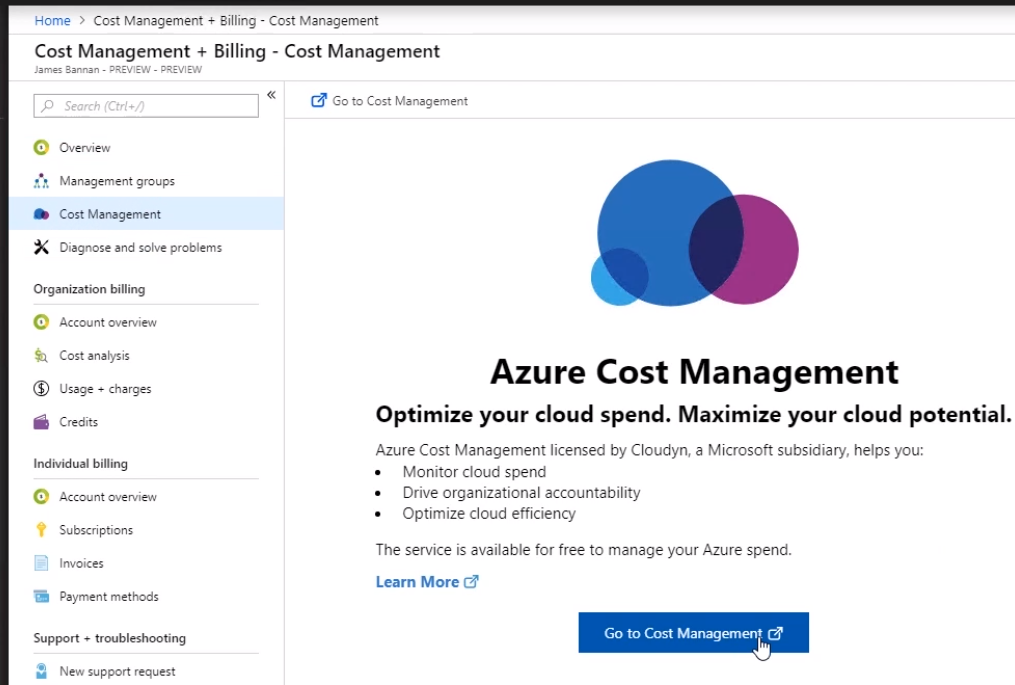 Home > Cost Management + Billing - Cost Management
Cost Management + Billing - Cost Management
James Bannan - PREVIEW - PREVIEW
Search (Ctrl+/)
«
Overview
Management groups
Cost Management
Diagnose and solve problems
Organization billing
Account overview
Cost analysis
Usage + charges
Credits
Individual billing
Account overview
Subscriptions
Invoices
Payment methods
Support + troubleshooting
New support request
Go to Cost Management
Azure Cost Management
Optimize your cloud spend. Maximize your cloud potential.
Azure Cost Management licensed by Cloudyn, a Microsoft subsidiary, helps you:
• Monitor cloud spend
• Drive organizational accountability
• Optimize cloud efficiency
The service is available for free to manage your Azure spend.
Learn More
Go to Cost Management